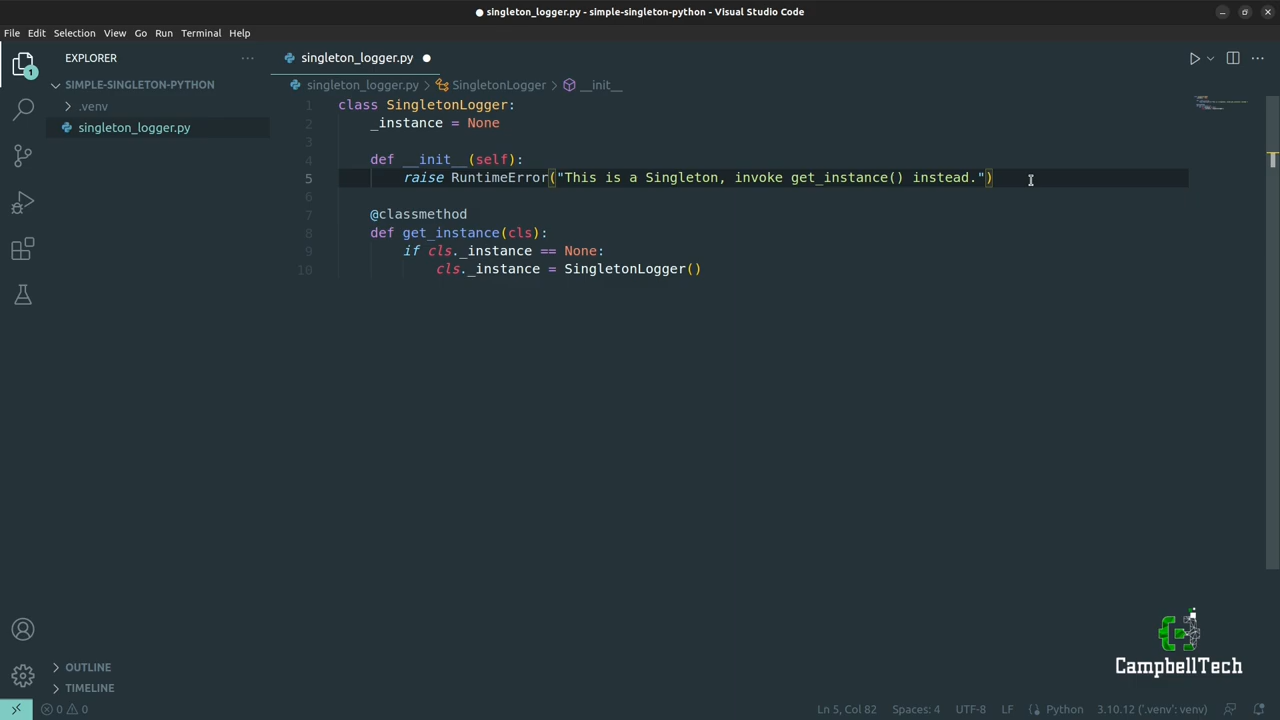 ● singleton_logger.py - simple-singleton-python - Visual Studio Code
File Edit Selection View Go Run Terminal Help
EXPLORER
singleton_logger.py
SIMPLE-SINGLETON-PYTHON
singleton_logger.py > SingletonLogger > __init__
.venv
singleton_logger.py
1
1 class SingletonLogger:
2     _instance = None
3
4     def __init__(self):
5         raise RuntimeError("This is a Singleton, invoke get_instance() instead.")
6
7     @classmethod
8     def get_instance(cls):
9         if cls._instance == None:
10             cls._instance = SingletonLogger()
CampbellTech
OUTLINE
TIMELINE
0 0 Ln 5, Col 82 Spaces: 4 UTF-8 LF Python 3.10.12 ('.venv': venv)